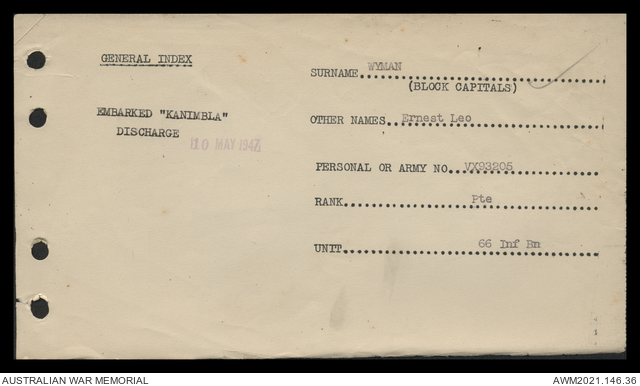 GENERAL INDEX
EMBARKED "KANIMBLA"
DISCHARGE
10 MAY 1947
SURNAME WYMAN
(BLOCK CAPITALS)
OTHER NAMES Ernest Leo
PERSONAL OR ARMY NO. VX93205
RANK Pte
UNIT 66 Inf Bn
AUSTRALIAN WAR MEMORIAL
AWM2021.146.36